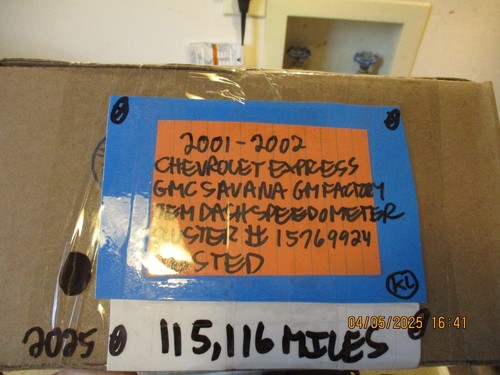 2001-2002
CHEVROLET EXPRESS
GMC SAVANA GM FACTORY
OEM DASH SPEEDOMETER
CLUSTER # 15769924
TESTED
KL
04/05/2025 16:41
2025 115,116 MILES